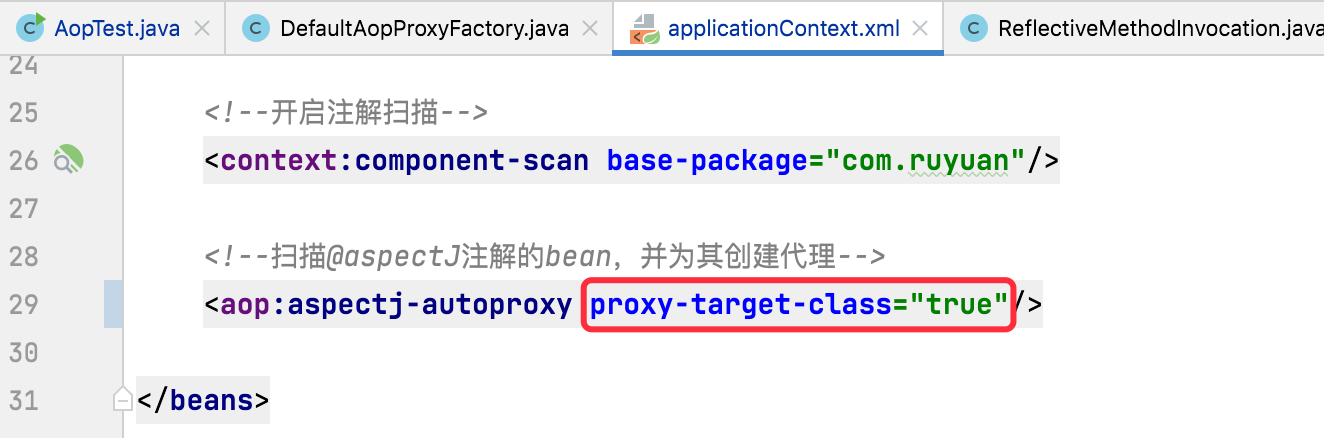 AopTest.java DefaultAopProxyFactory.java applicationContext.xml ReflectiveMethodInvocation.java
24
25 <!--开启注解扫描-->
26 <context:component-scan base-package="com.ruyuan"/>
27
28 <!--扫描@aspectJ注解的bean，并为其创建代理-->
29 <aop:aspectj-autoproxy proxy-target-class="true"/>
30
31 </beans>